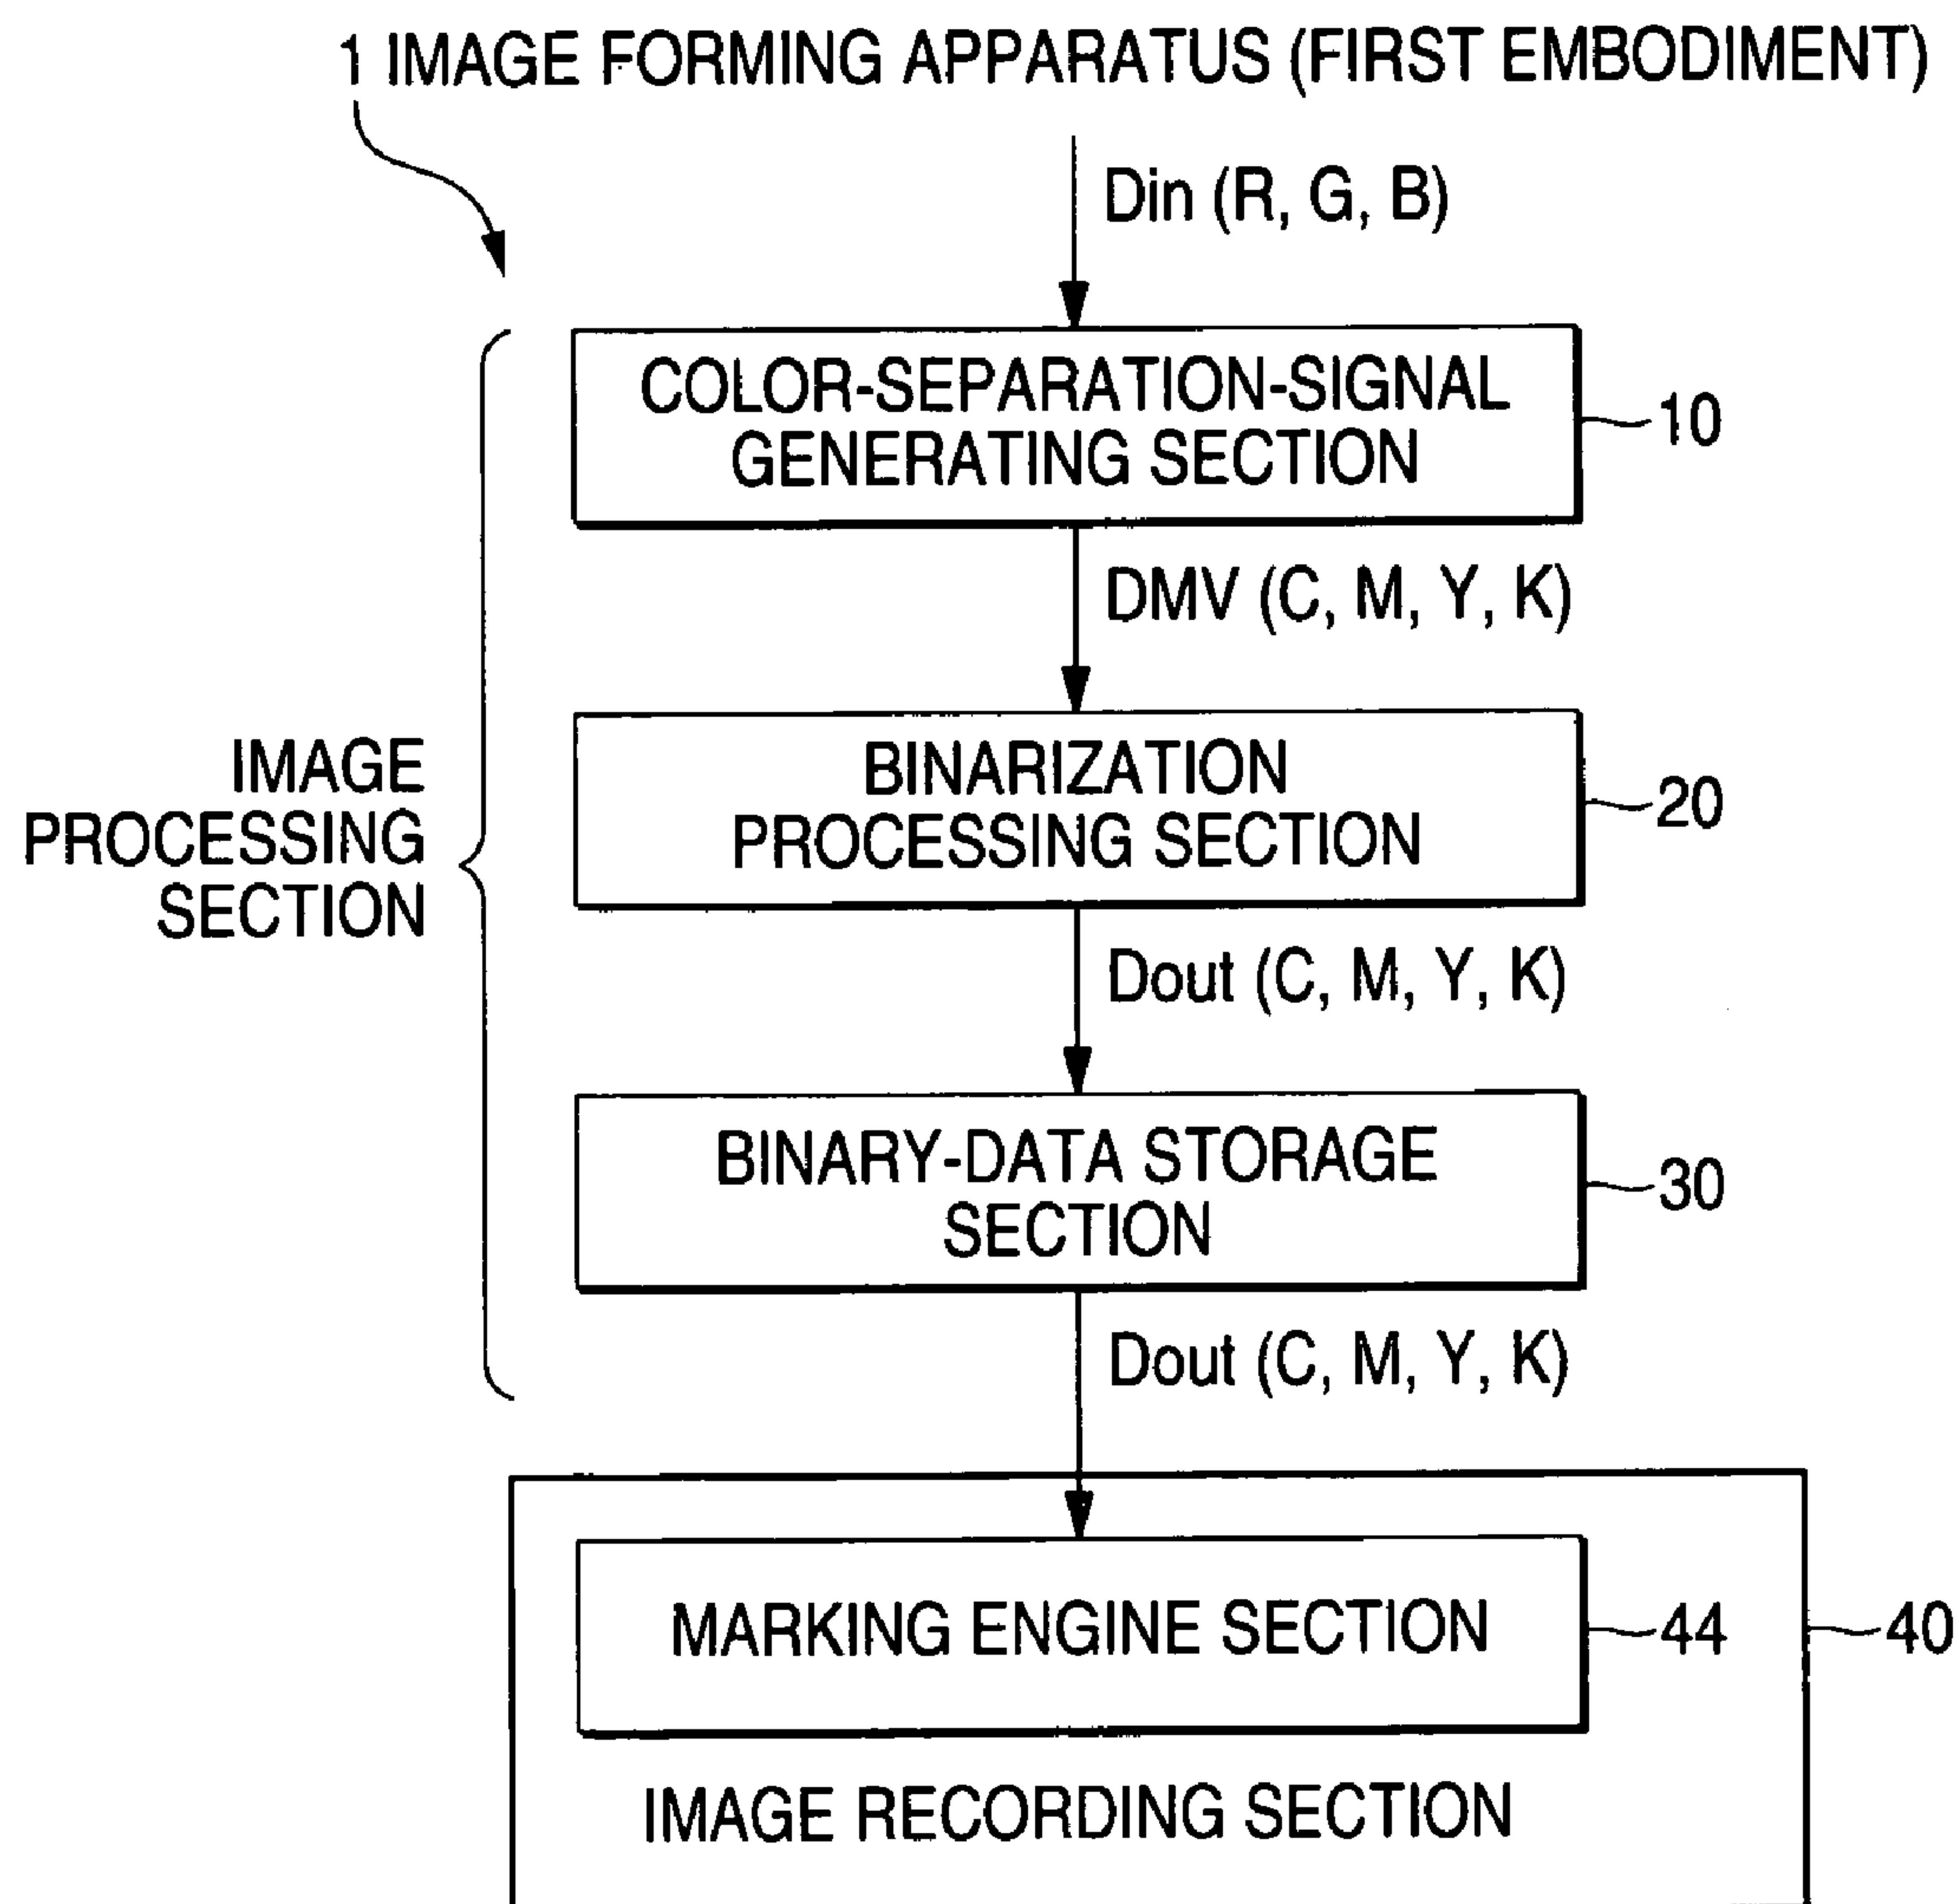 1 IMAGE FORMING APPARATUS (FIRST EMBODIMENT)
Din (R, G, B)
COLOR-SEPARATION-SIGNAL
GENERATING SECTION
10
DMV (C, M, Y, K)
IMAGE
PROCESSING
SECTION
BINARIZATION
PROCESSING SECTION
20
Dout (C, M, Y, K)
BINARY-DATA STORAGE
SECTION
30
Dout (C, M, Y, K)
MARKING ENGINE SECTION
44
40
IMAGE RECORDING SECTION